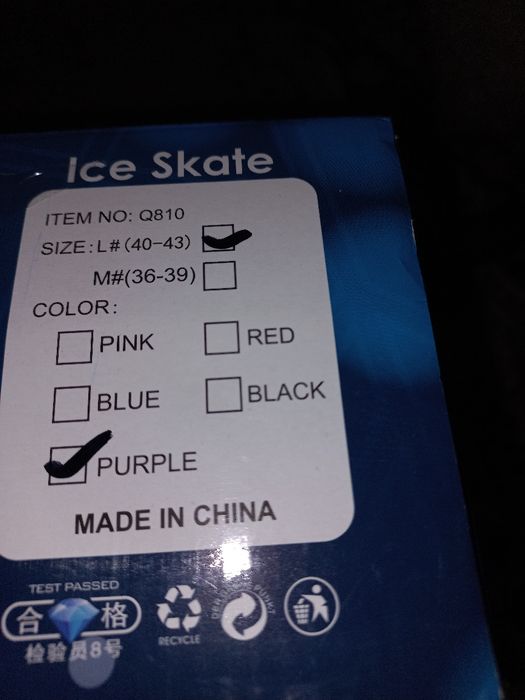 Ice Skate
ITEM NO: Q810
SIZE: L# (40-43)
M#(36-39)
COLOR:
PINK RED
BLUE BLACK
PURPLE
MADE IN CHINA
TEST PASSED
合格
RECYCLE
检验员8号